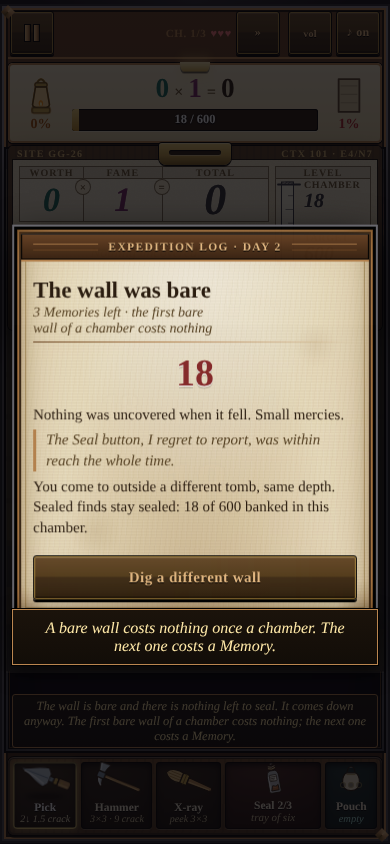 CH. 1/3 ♥♥♥
»
vol
♪ on
0 × 1 = 0
0%
18 / 600
1%
SITE GG-26
CTX 101 · E4/N7
WORTH
FAME
TOTAL
LEVEL
0
×
1
=
0
CHAMBER
18
EXPEDITION LOG · DAY 2
The wall was bare
3 Memories left · the first bare
wall of a chamber costs nothing
18
Nothing was uncovered when it fell. Small mercies.
The Seal button, I regret to report, was within
reach the whole time.
You come to outside a different tomb, same depth.
Sealed finds stay sealed: 18 of 600 banked in this
chamber.
Dig a different wall
A bare wall costs nothing once a chamber. The
next one costs a Memory.
The wall is bare and there is nothing left to seal. It comes down
anyway. The first bare wall of a chamber costs nothing; the next one
costs a Memory.
Pick
2↓ 1.5 crack
Hammer
3×3 · 9 crack
X-ray
peek 3×3
Seal 2/3
tray of six
Pouch
empty